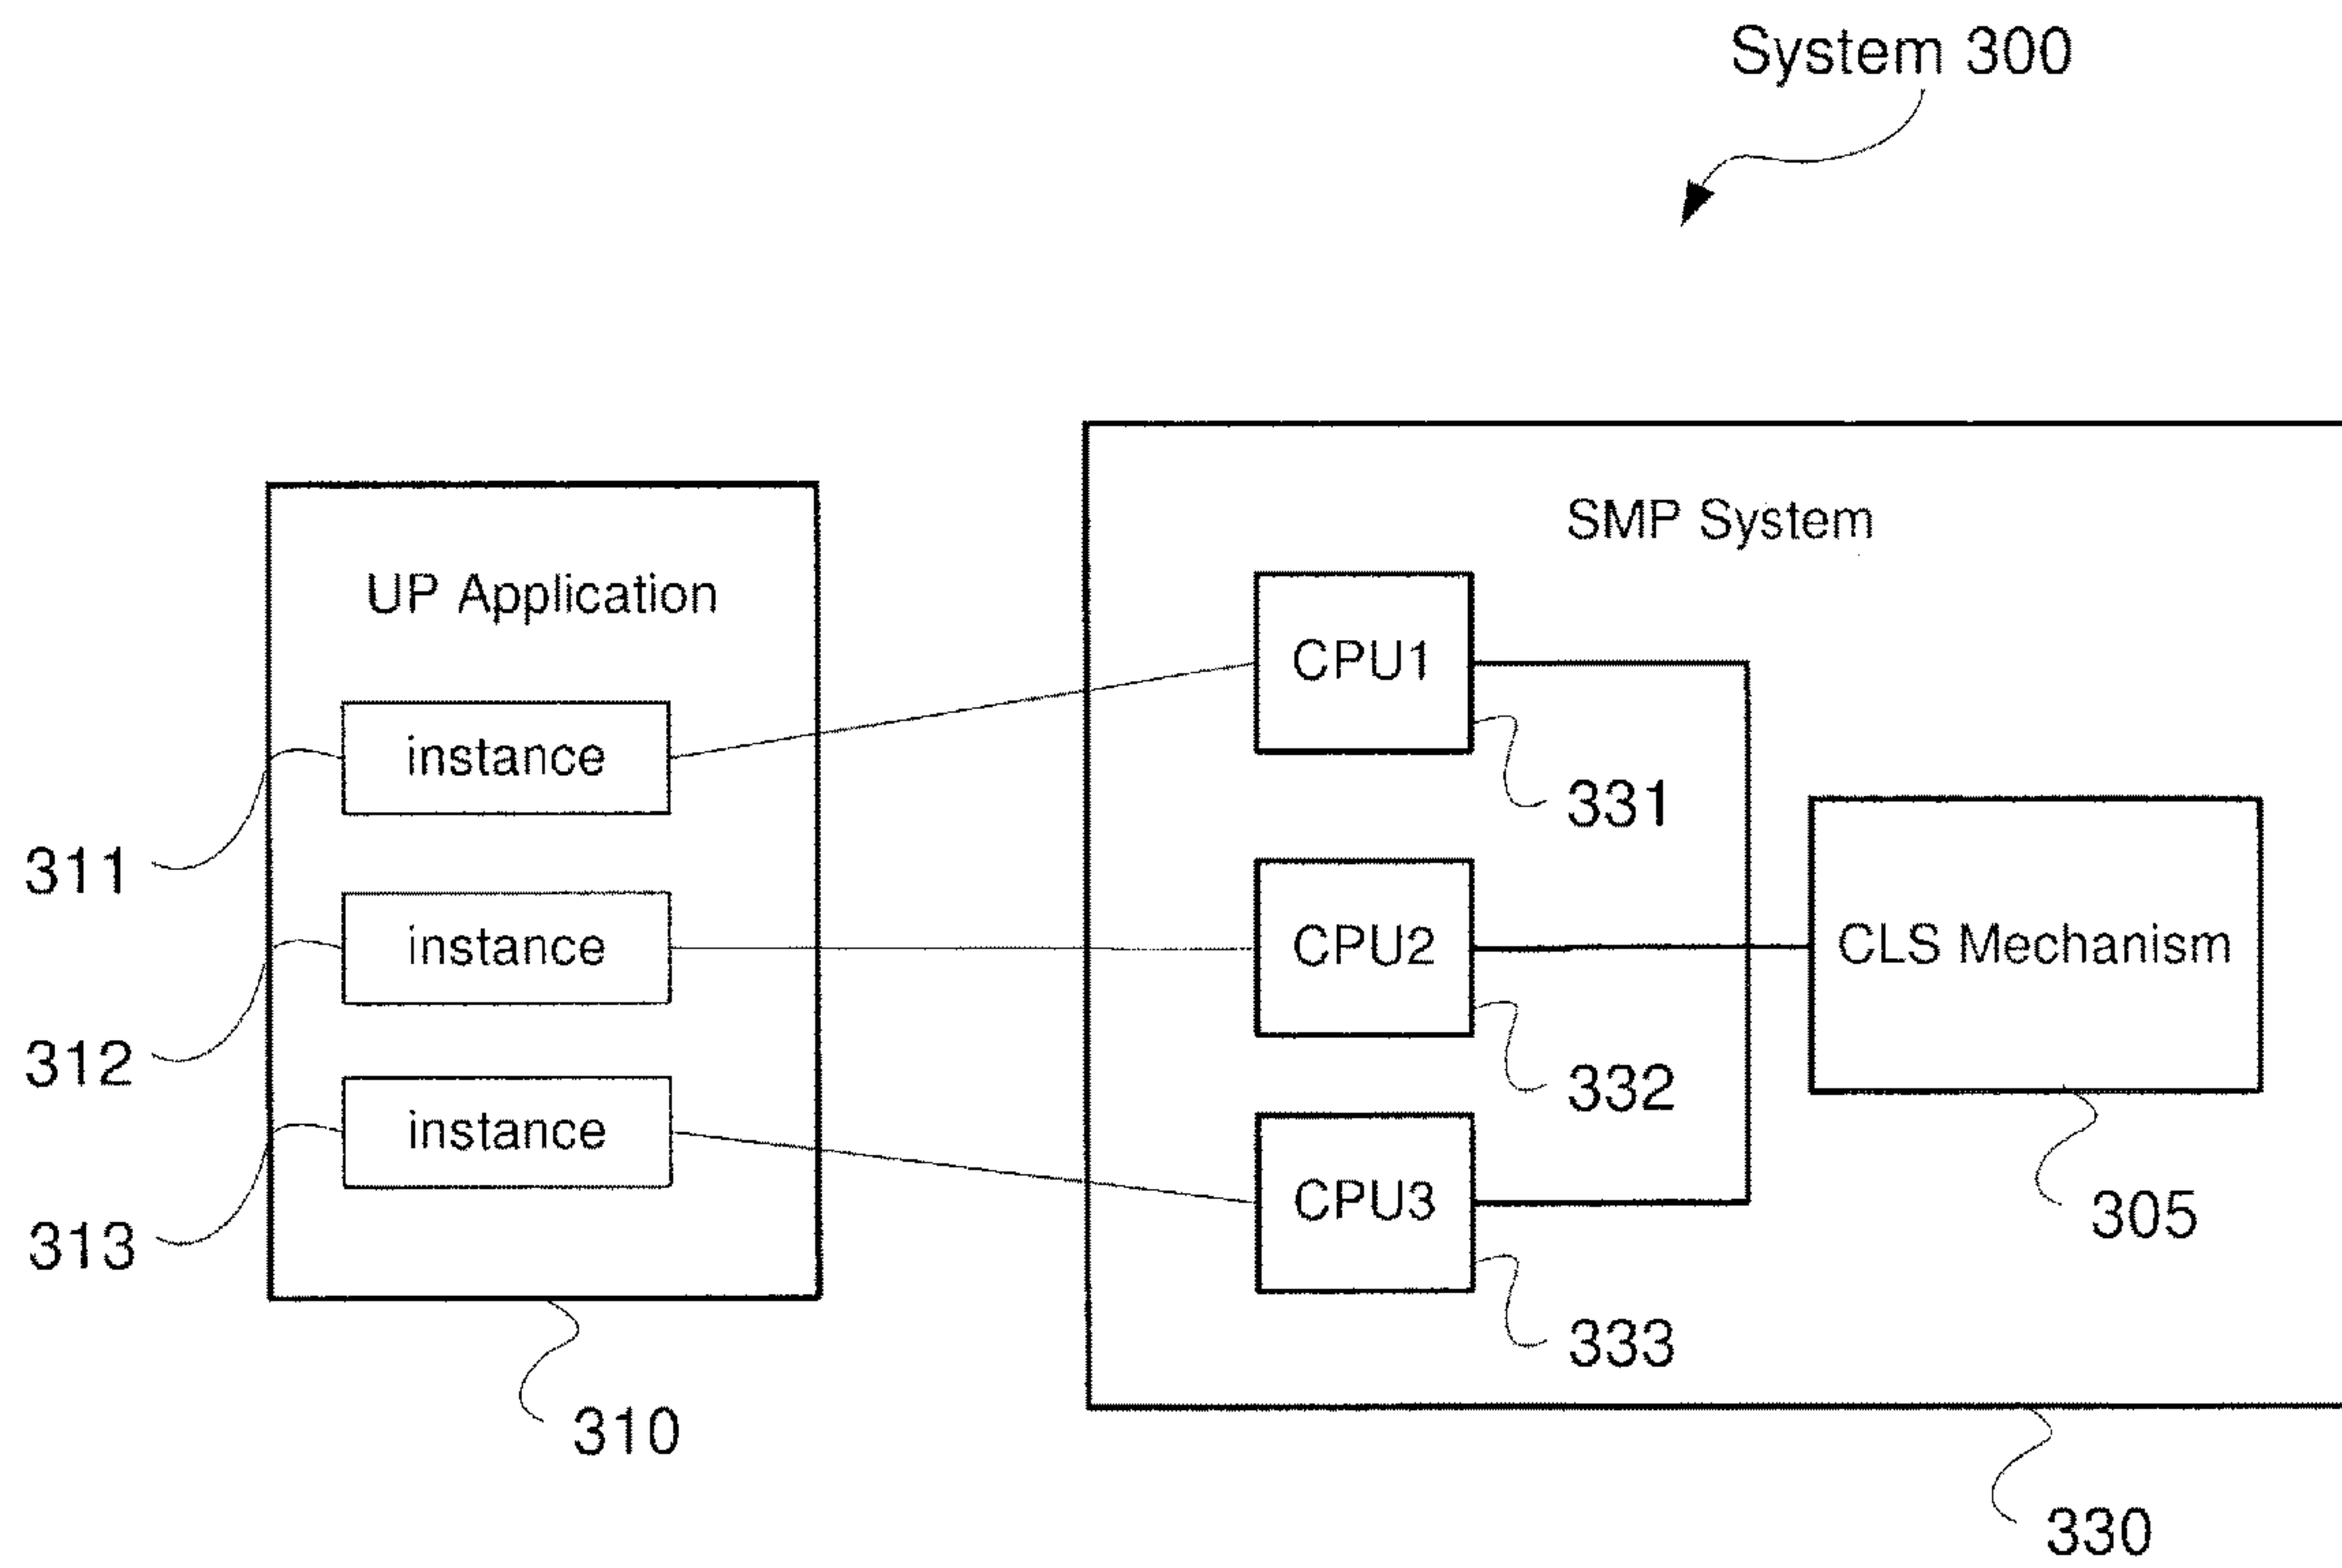 System 300
SMP System
UP Application
CPU1
instance
331
311
CPU2
CLS Mechanism
instance
312
332
CPU3
instance
305
313
333
310
330